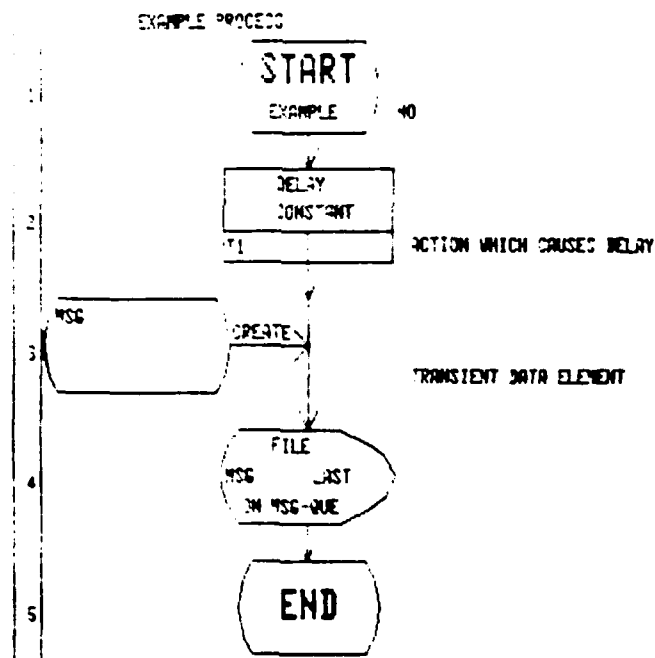 EXAMPLE PROCESS
START
1
EXAMPLE
DELAY
CONSTANT
2
T1
ACTION WHICH CAUSES DELAY
MSG
CREATE
3
TRANSIENT DATA ELEMENT
FILE
4
MSG LAST
ON MSG-QUE
END
5